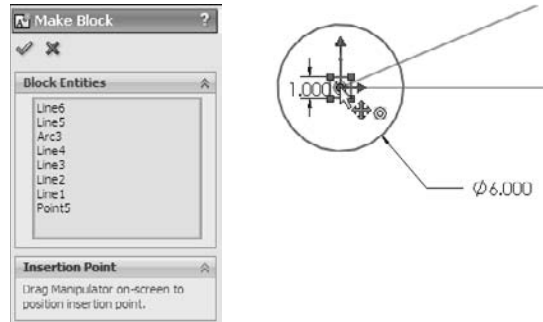 Make Block ?
Block Entities
Line6
Line5
Arc3
Line4
Line3
Line2
Line1
Point5
Insertion Point
Drag Manipulator on-screen to
position insertion point.
1.000
Ø6.000